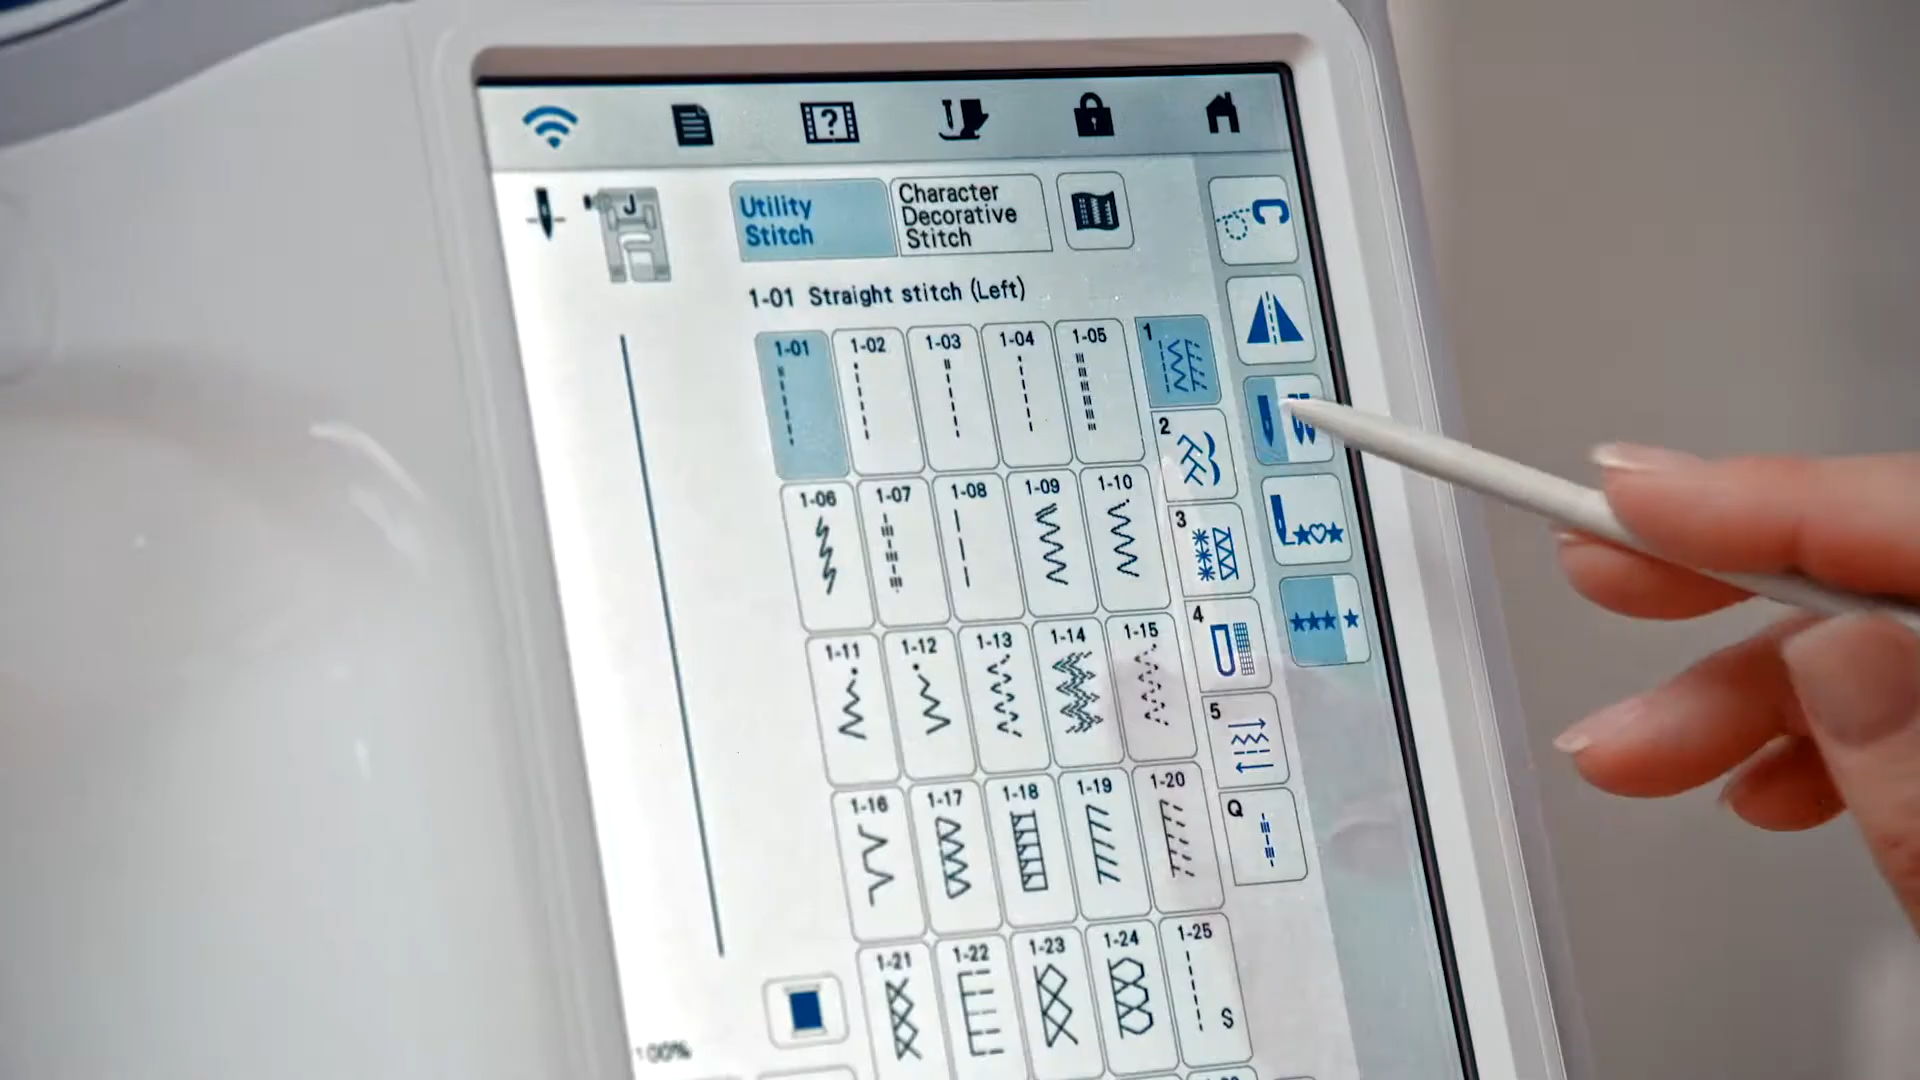 ?
J
Utility
Stitch
Character
Decorative
Stitch
C
1-01 Straight stitch (Left)
1-01 1-02 1-03 1-04 1-05 1
2
1-06 1-07 1-08 1-09 1-10
3
1-11 1-12 1-13 1-14 1-15 4
5
1-16 1-17 1-18 1-19 1-20
Q
1-21 1-22 1-23 1-24 1-25
S
100%